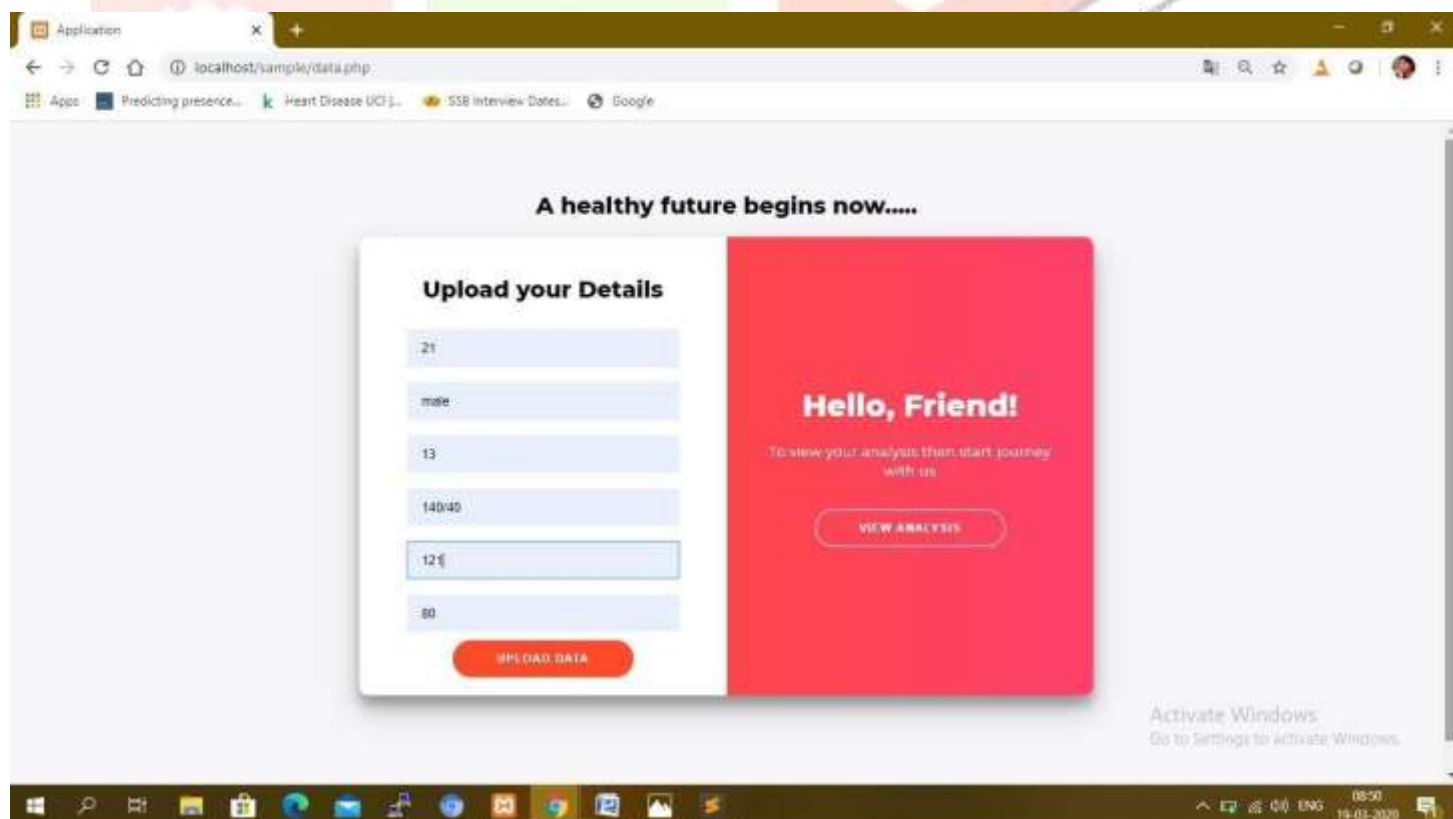 Application
localhost/sample/data.php
Apps Predicting presence... Heart Disease UCI |... SSB Interview Dates... Google
A healthy future begins now.....
Upload your Details
21
male
13
140/40
121
80
UPLOAD DATA
Hello, Friend!
To view your analysis then start journey
with us
VIEW ANALYSIS
Activate Windows
Go to Settings to activate Windows.
ENG
08:50
19-03-2020